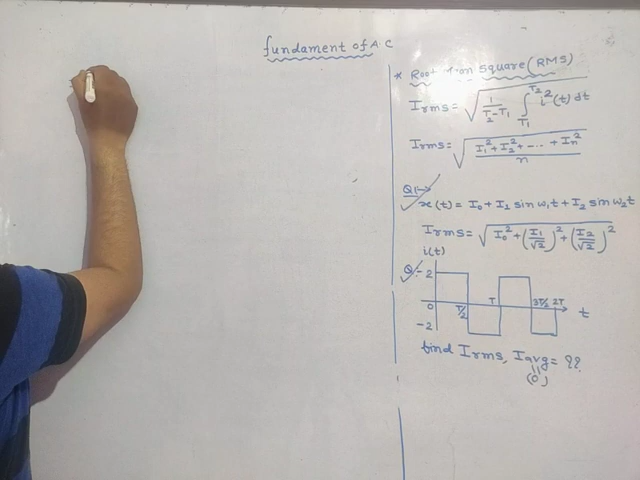 fundament of A C
* Root Mean Square (RMS)
Irms = √(1/(T₂-T₁) ∫_T₁^T₂ i²(t) dt)
Irms = √((I₁² + I₂² + -... + In²)/n)
Q1→
x(t) = I₀ + I₁ sin ω₁t + I₂ sin ω₂t
Irms = √(I₀² + (I₁/√2)² + (I₂/√2)²)
i(t)
Q:- 2
0 T/2 T 3T/2 2T t
-2
find Irms, Iavg = ??
(0)